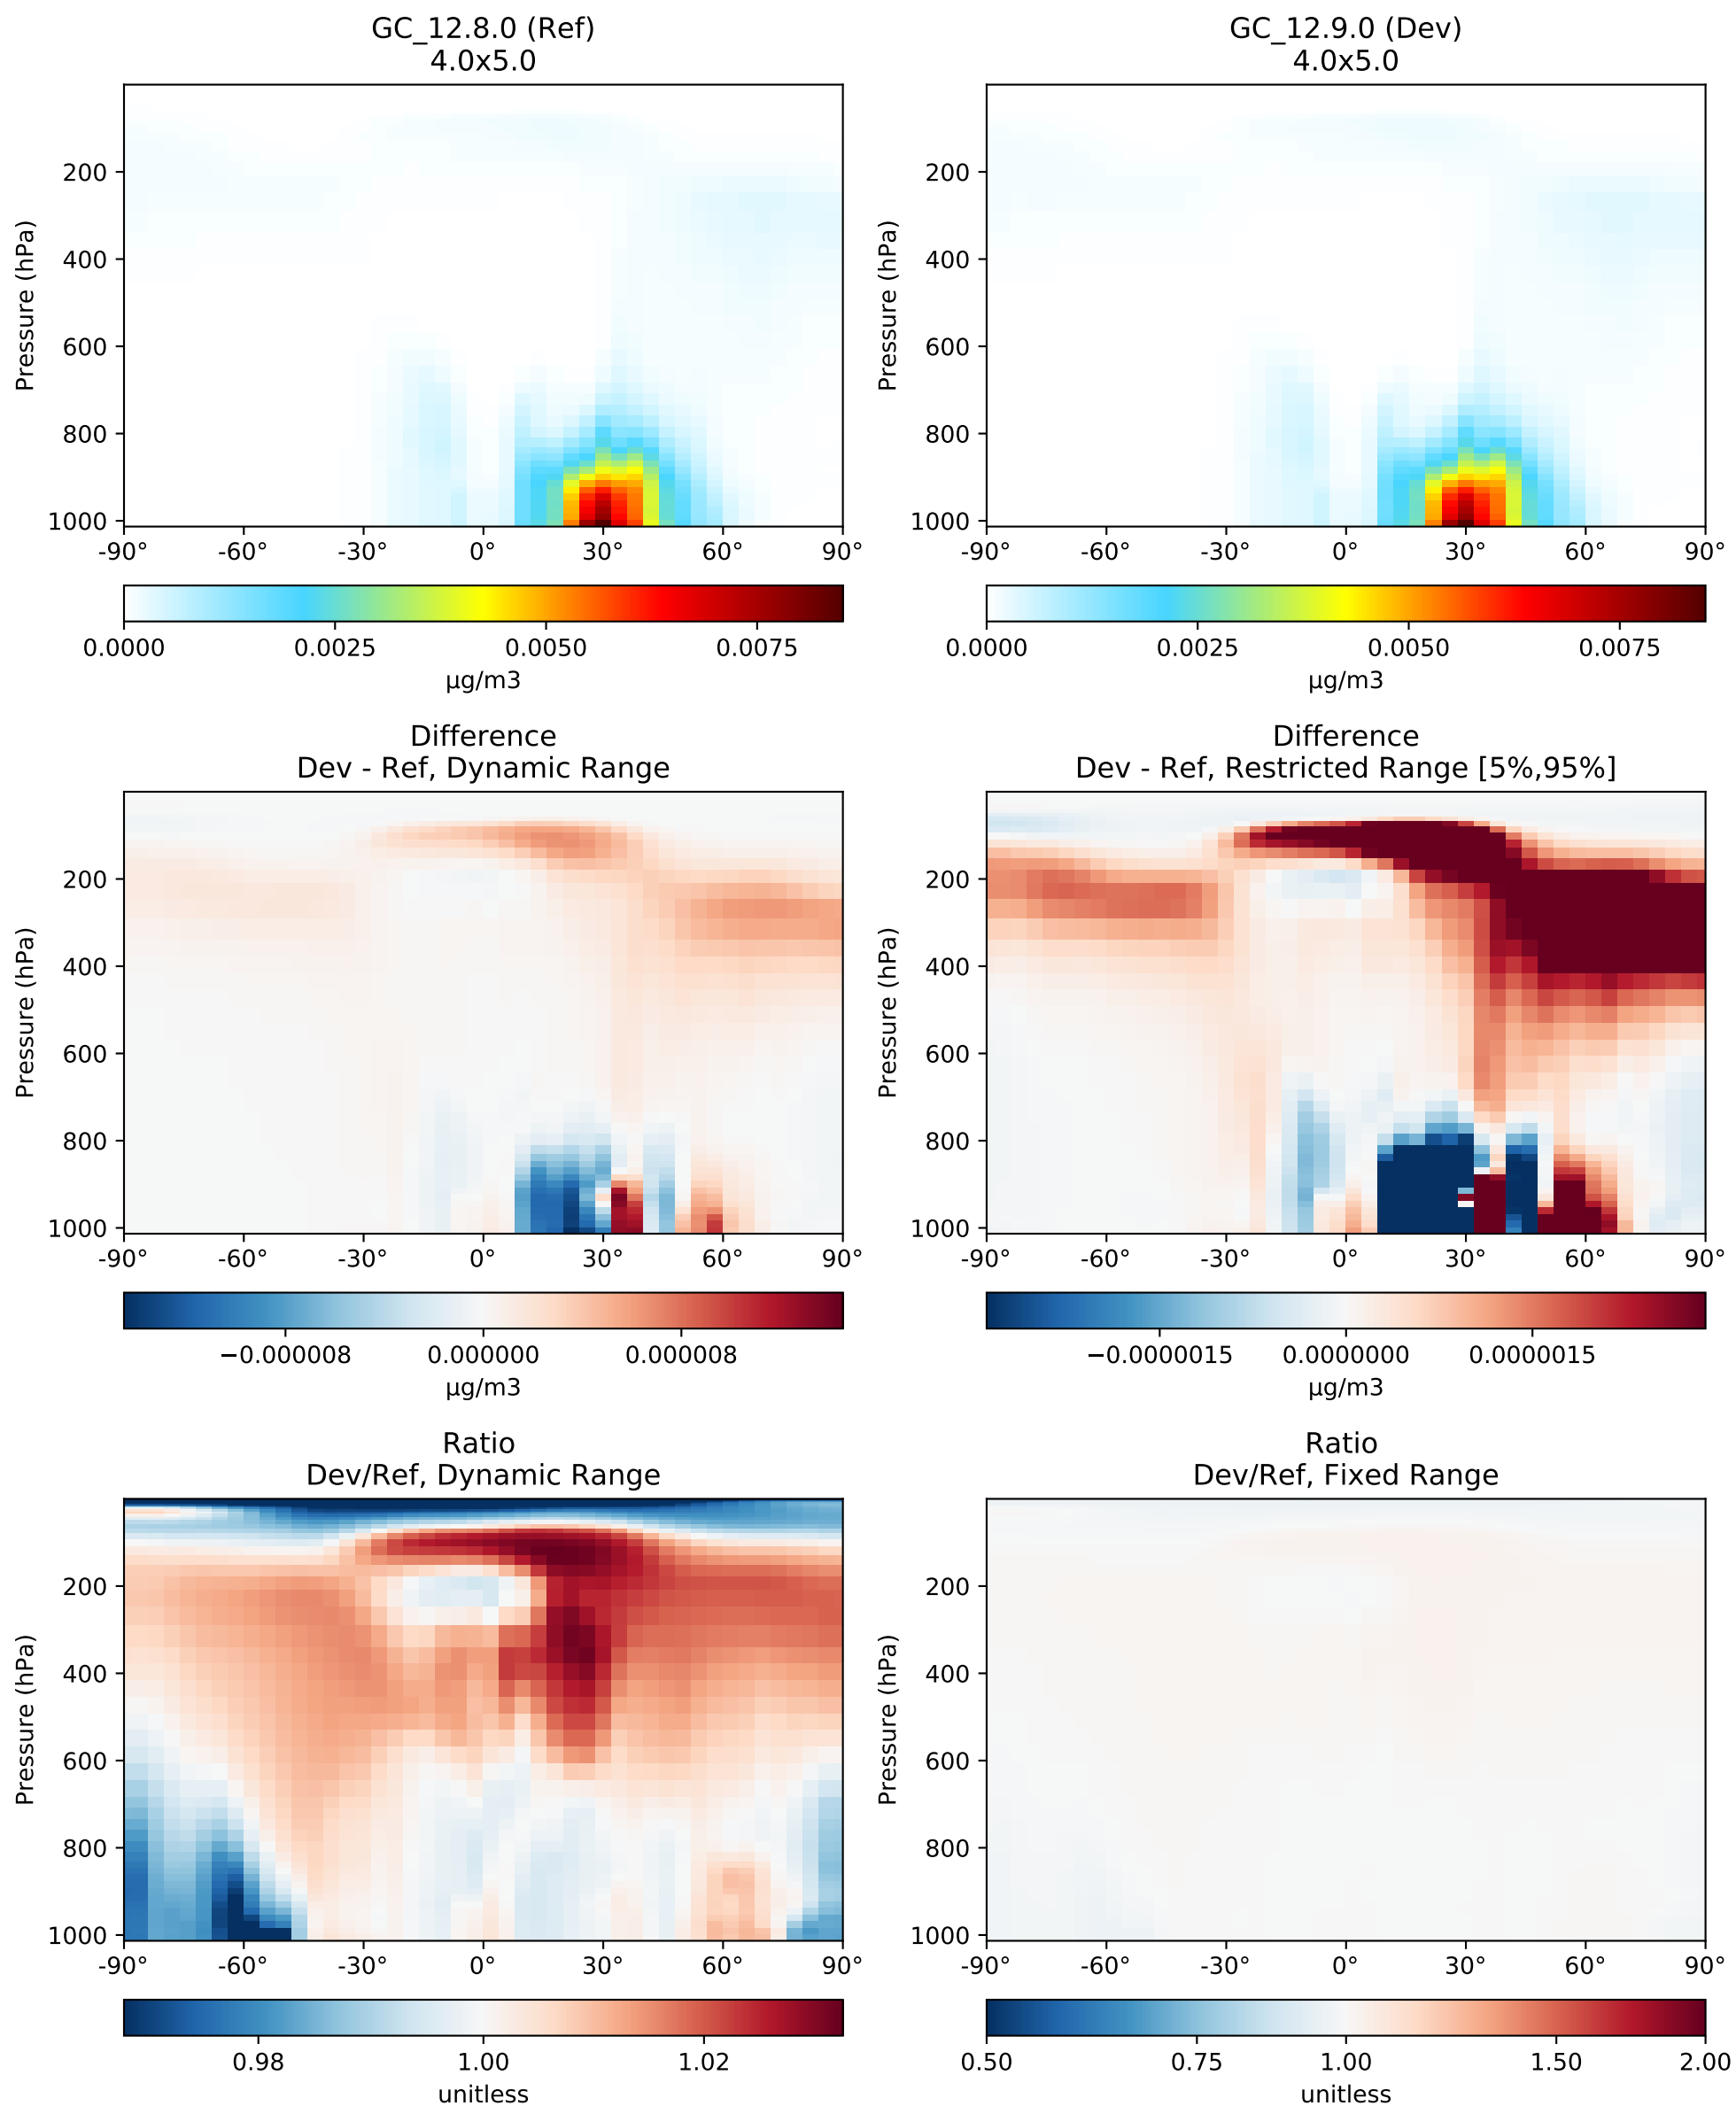 GC_12.8.0 (Ref)
4.0x5.0
Pressure (hPa)
200
400
600
800
1000
-90° -60° -30° 0° 30° 60° 90°
0.0000 0.0025 0.0050 0.0075
µg/m3
GC_12.9.0 (Dev)
4.0x5.0
Pressure (hPa)
200
400
600
800
1000
-90° -60° -30° 0° 30° 60° 90°
0.0000 0.0025 0.0050 0.0075
µg/m3
Difference
Dev - Ref, Dynamic Range
Pressure (hPa)
200
400
600
800
1000
-90° -60° -30° 0° 30° 60° 90°
−0.000008 0.000000 0.000008
µg/m3
Difference
Dev - Ref, Restricted Range [5%,95%]
Pressure (hPa)
200
400
600
800
1000
-90° -60° -30° 0° 30° 60° 90°
−0.0000015 0.0000000 0.0000015
µg/m3
Ratio
Dev/Ref, Dynamic Range
Pressure (hPa)
200
400
600
800
1000
-90° -60° -30° 0° 30° 60° 90°
0.98 1.00 1.02
unitless
Ratio
Dev/Ref, Fixed Range
Pressure (hPa)
200
400
600
800
1000
-90° -60° -30° 0° 30° 60° 90°
0.50 0.75 1.00 1.50 2.00
unitless